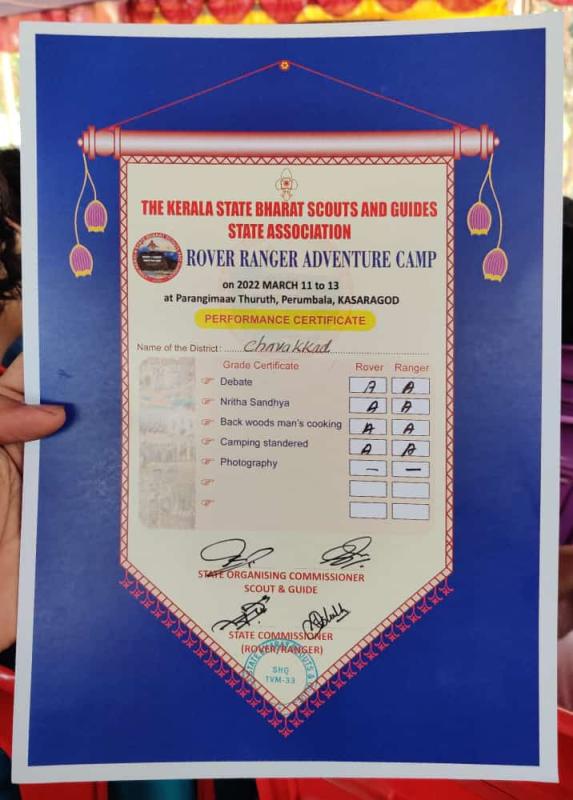 THE KERALA STATE BHARAT SCOUTS AND GUIDES
STATE ASSOCIATION
ROVER RANGER ADVENTURE CAMP
on 2022 MARCH 11 to 13
at Parangimaav Thuruth, Perumbala, KASARAGOD
PERFORMANCE CERTIFICATE
Name of the District : Chavakkad
Grade Certificate Rover Ranger
Debate A A
Nritha Sandhya A A
Back woods man's cooking A A
Camping standered A A
Photography — —
STATE ORGANISING COMMISSIONER
SCOUT & GUIDE
STATE COMMISSIONER
(ROVER/RANGER)
STATE BHARAT SCOUTS &
SHQ
TVM-33